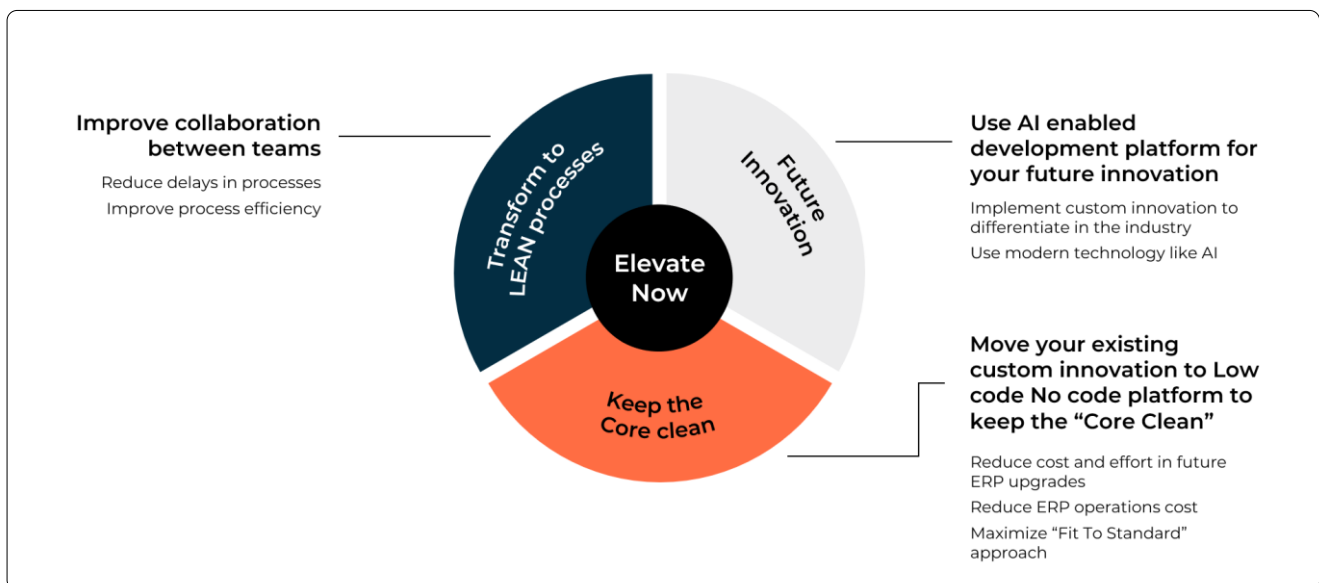 Improve collaboration
between teams
Reduce delays in processes
Improve process efficiency
Transform to
LEAN processes
Future
Innovation
Elevate
Now
Keep the
Core clean
Use AI enabled
development platform for
your future innovation
Implement custom innovation to
differentiate in the industry
Use modern technology like AI
Move your existing
custom innovation to Low
code No code platform to
keep the “Core Clean”
Reduce cost and effort in future
ERP upgrades
Reduce ERP operations cost
Maximize “Fit To Standard”
approach